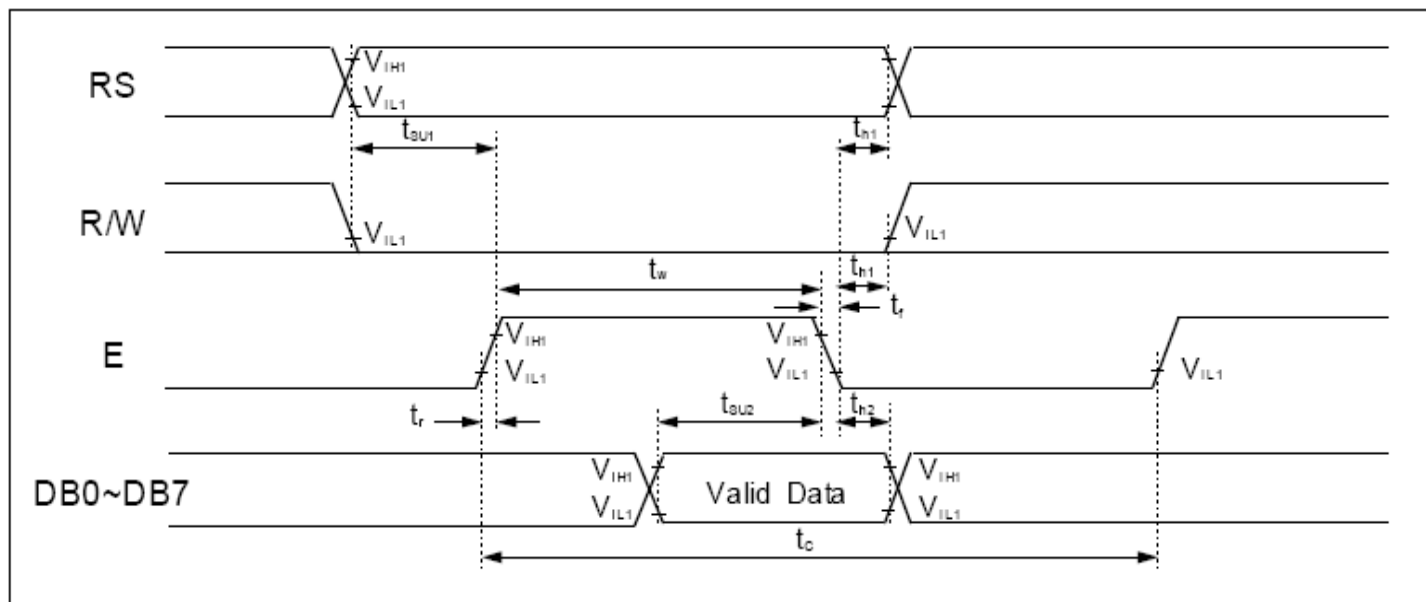 RS
V_IH1
V_IL1
t_SU1
t_h1
R/W
V_IL1
V_IL1
t_w
t_h1
t_f
E
V_IH1
V_IL1
V_IH1
V_IL1
V_IL1
t_r
t_SU2
t_h2
DB0~DB7
V_IH1
V_IL1
Valid Data
V_IH1
V_IL1
t_c